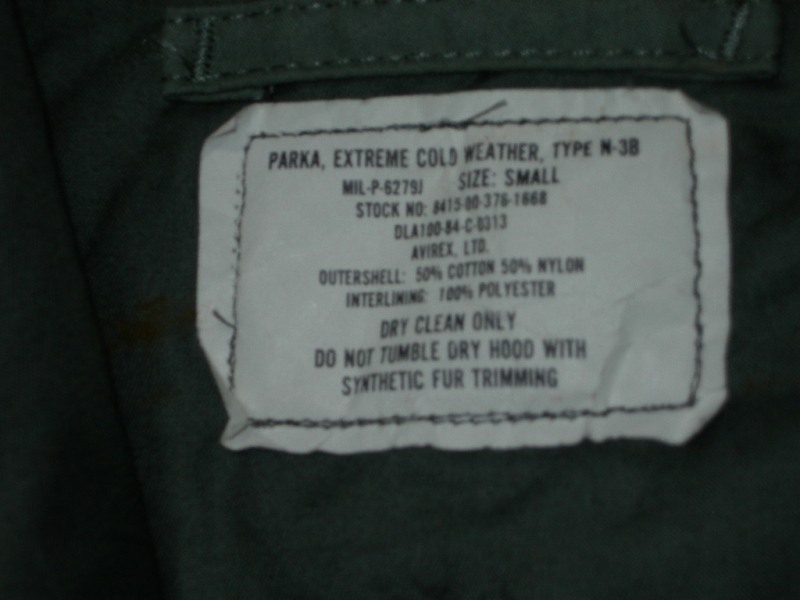 PARKA, EXTREME COLD WEATHER, TYPE N-3B
MIL-P-6279J SIZE: SMALL
STOCK NO: 8415-00-376-1668
DLA100-84-C-0313
AVIREX, LTD.
OUTERSHELL: 50% COTTON 50% NYLON
INTERLINING: 100% POLYESTER
DRY CLEAN ONLY
DO NOT TUMBLE DRY HOOD WITH
SYNTHETIC FUR TRIMMING